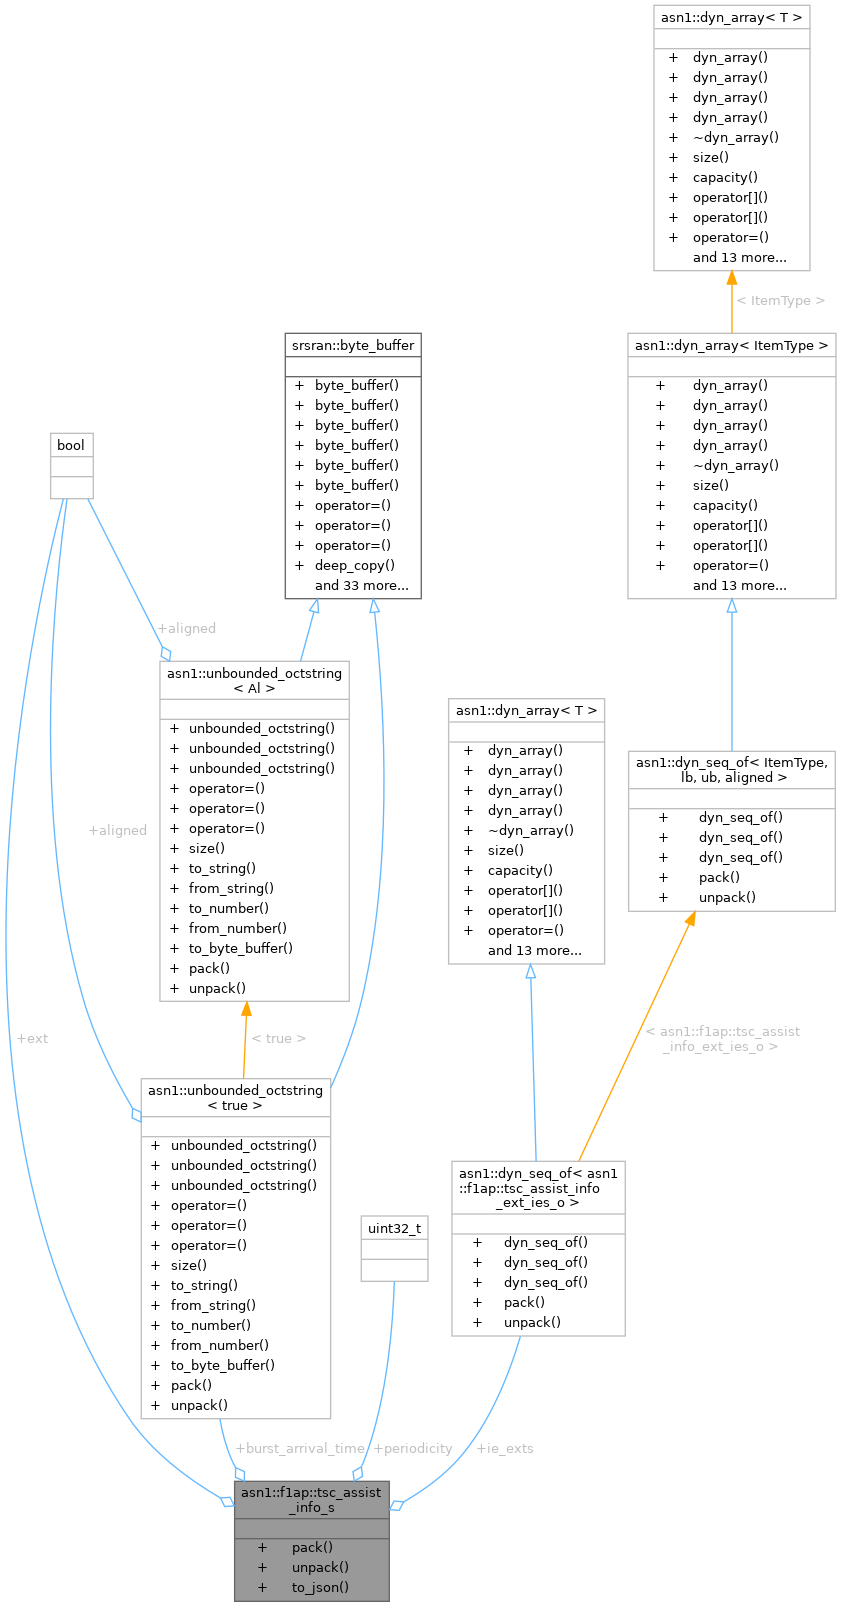 asn1::dyn_array< T >
+ dyn_array()
+ dyn_array()
+ dyn_array()
+ dyn_array()
+ ~dyn_array()
+ size()
+ capacity()
+ operator[]()
+ operator[]()
+ operator=()
and 13 more...
< ItemType >
asn1::dyn_array< ItemType >
+ dyn_array()
+ dyn_array()
+ dyn_array()
+ dyn_array()
+ ~dyn_array()
+ size()
+ capacity()
+ operator[]()
+ operator[]()
+ operator=()
and 13 more...
srsran::byte_buffer
+ byte_buffer()
+ byte_buffer()
+ byte_buffer()
+ byte_buffer()
+ byte_buffer()
+ byte_buffer()
+ operator=()
+ operator=()
+ operator=()
+ deep_copy()
and 33 more...
bool
+aligned
asn1::unbounded_octstring
< Al >
+ unbounded_octstring()
+ unbounded_octstring()
+ unbounded_octstring()
+ operator=()
+ operator=()
+ operator=()
+ size()
+ to_string()
+ from_string()
+ to_number()
+ from_number()
+ to_byte_buffer()
+ pack()
+ unpack()
asn1::dyn_array< T >
+ dyn_array()
+ dyn_array()
+ dyn_array()
+ dyn_array()
+ ~dyn_array()
+ size()
+ capacity()
+ operator[]()
+ operator[]()
+ operator=()
and 13 more...
asn1::dyn_seq_of< ItemType,
lb, ub, aligned >
+ dyn_seq_of()
+ dyn_seq_of()
+ dyn_seq_of()
+ pack()
+ unpack()
+aligned
+ext
< true >
< asn1::f1ap::tsc_assist
_info_ext_ies_o >
asn1::unbounded_octstring
< true >
+ unbounded_octstring()
+ unbounded_octstring()
+ unbounded_octstring()
+ operator=()
+ operator=()
+ operator=()
+ size()
+ to_string()
+ from_string()
+ to_number()
+ from_number()
+ to_byte_buffer()
+ pack()
+ unpack()
uint32_t
asn1::dyn_seq_of< asn1
::f1ap::tsc_assist_info
_ext_ies_o >
+ dyn_seq_of()
+ dyn_seq_of()
+ dyn_seq_of()
+ pack()
+ unpack()
+burst_arrival_time
+periodicity
+ie_exts
asn1::f1ap::tsc_assist
_info_s
+ pack()
+ unpack()
+ to_json()